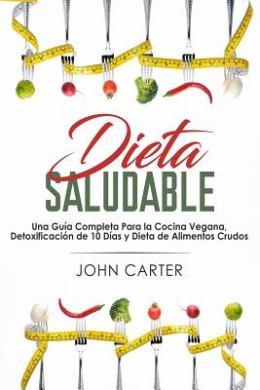 Dieta
SALUDABLE
Una Guía Completa Para la Cocina Vegana,
Detoxificación de 10 Días y Dieta de Alimentos Crudos
JOHN CARTER